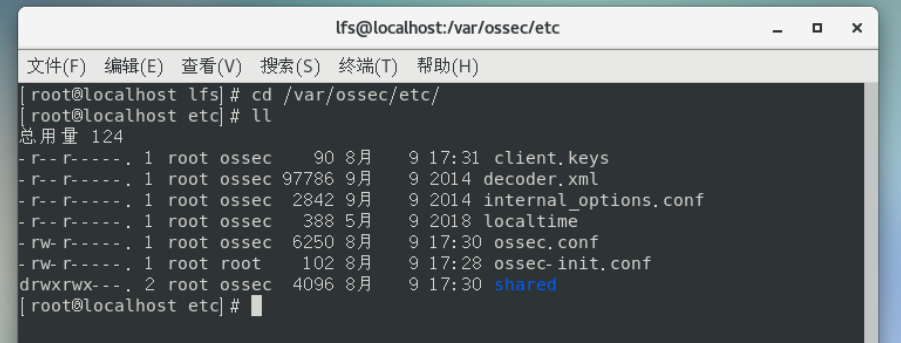 lfs@localhost:/var/ossec/etc
文件(F) 编辑(E) 查看(V) 搜索(S) 终端(T) 帮助(H)
[root@localhost lfs]# cd /var/ossec/etc/
[root@localhost etc]# ll
总用量 124
-r--r-----. 1 root ossec    90 8月   9 17:31 client.keys
-r--r-----. 1 root ossec 97786 9月   9 2014 decoder.xml
-r--r-----. 1 root ossec  2842 9月   9 2014 internal_options.conf
-r--r-----. 1 root ossec   388 5月   9 2018 localtime
-rw-r-----. 1 root ossec  6250 8月   9 17:30 ossec.conf
-rw-r-----. 1 root root    102 8月   9 17:28 ossec-init.conf
drwxrwx---. 2 root ossec  4096 8月   9 17:30 shared
[root@localhost etc]#